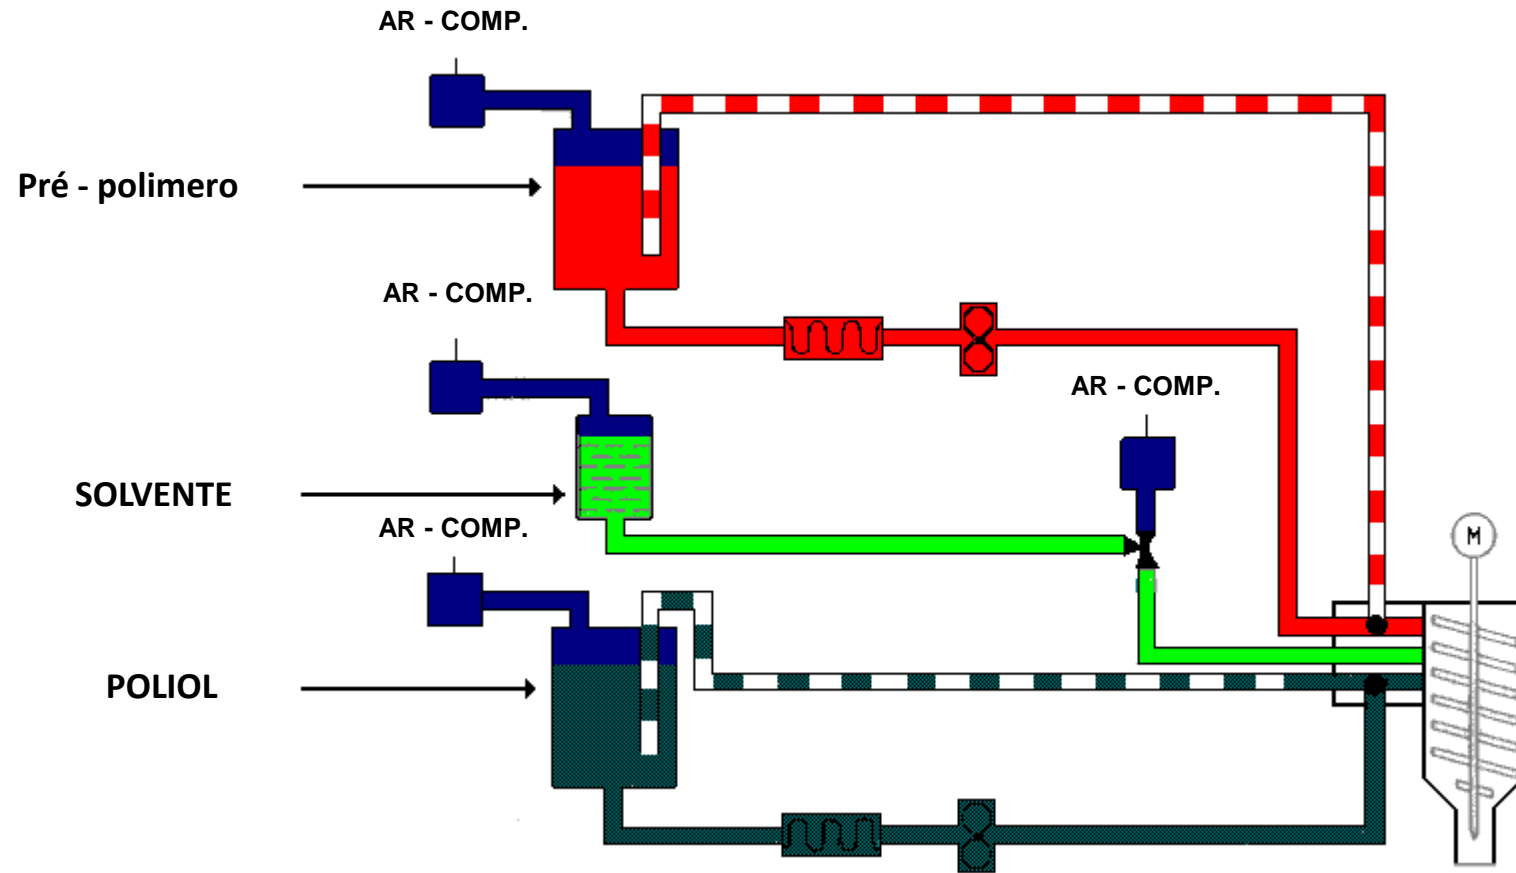 AR - COMP.
Pré - polimero
AR - COMP.
AR - COMP.
SOLVENTE
AR - COMP.
M
POLIOL